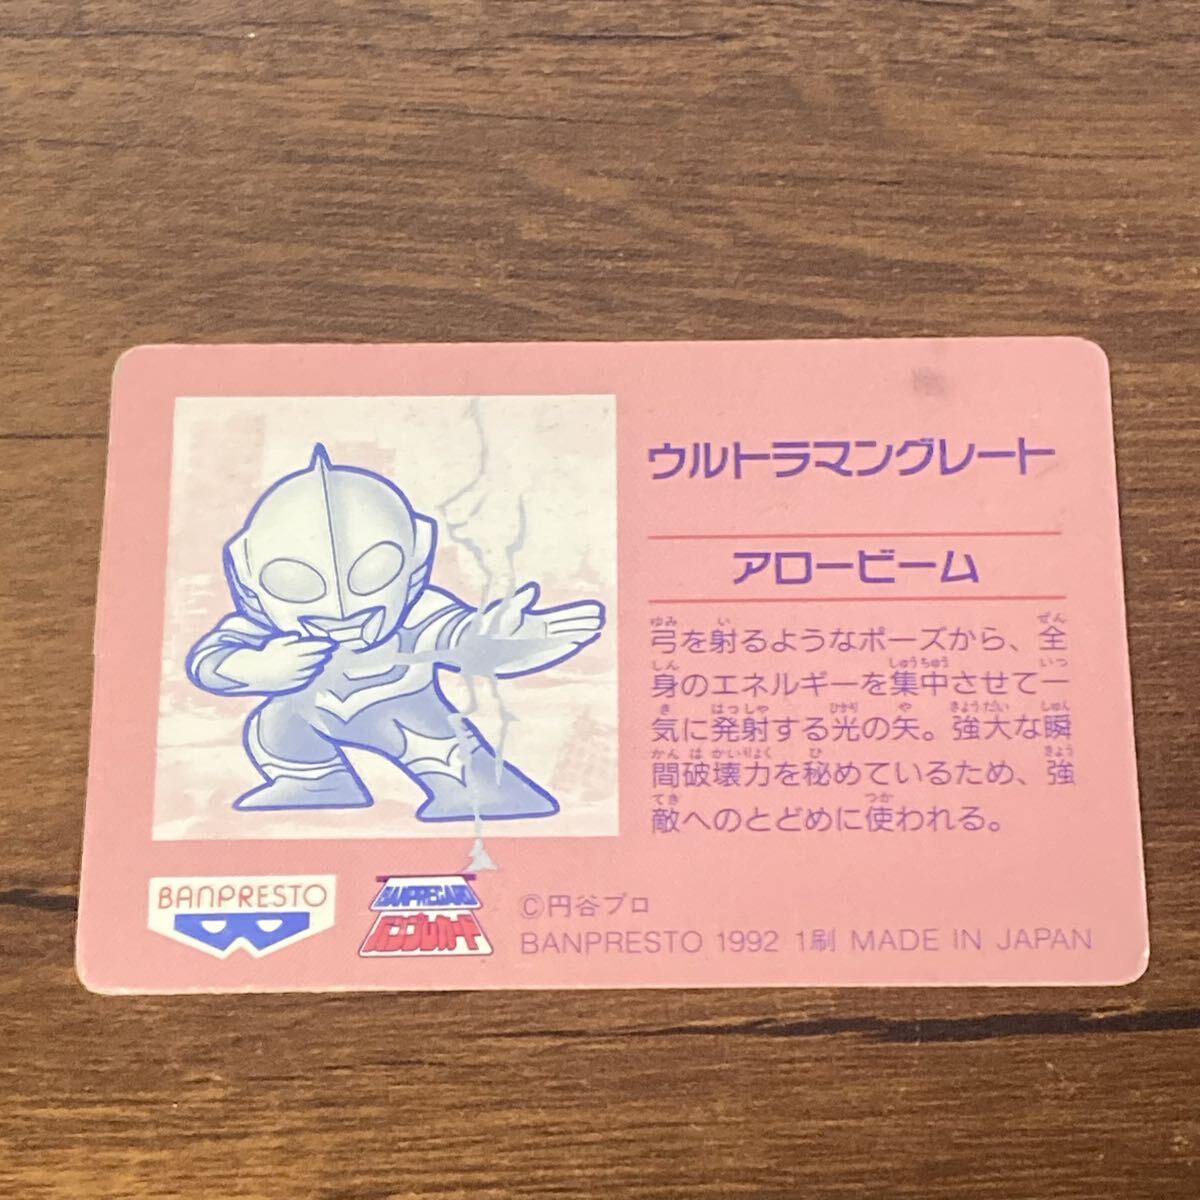 ウルトラマングレート
アロービーム
弓を射るようなポーズから、全
身のエネルギーを集中させて一
気に発射する光の矢。強大な瞬
間破壊力を秘めているため、強
敵へのとどめに使われる。
BANPRESTO
BANPRECARD
バンプレカード
©円谷プロ
BANPRESTO 1992 1刷 MADE IN JAPAN